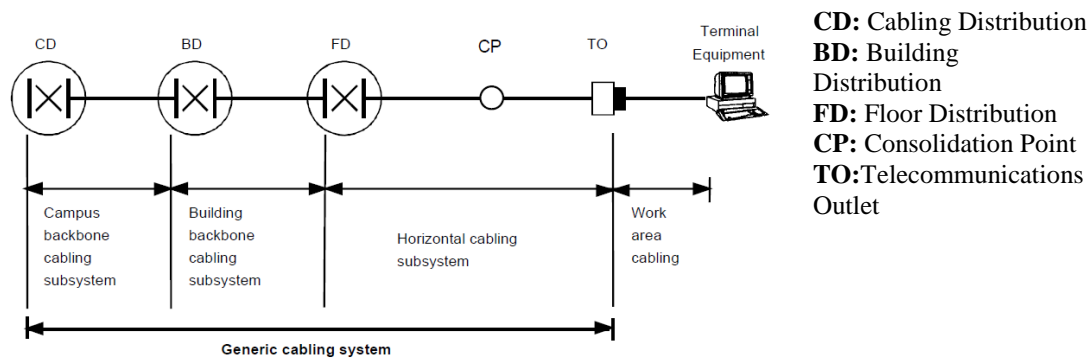 CD BD FD CP TO Terminal
Equipment
Campus
backbone
cabling
subsystem
Building
backbone
cabling
subsystem
Horizontal cabling
subsystem
Work
area
cabling
Generic cabling system
CD: Cabling Distribution
BD: Building
Distribution
FD: Floor Distribution
CP: Consolidation Point
TO:Telecommunications
Outlet